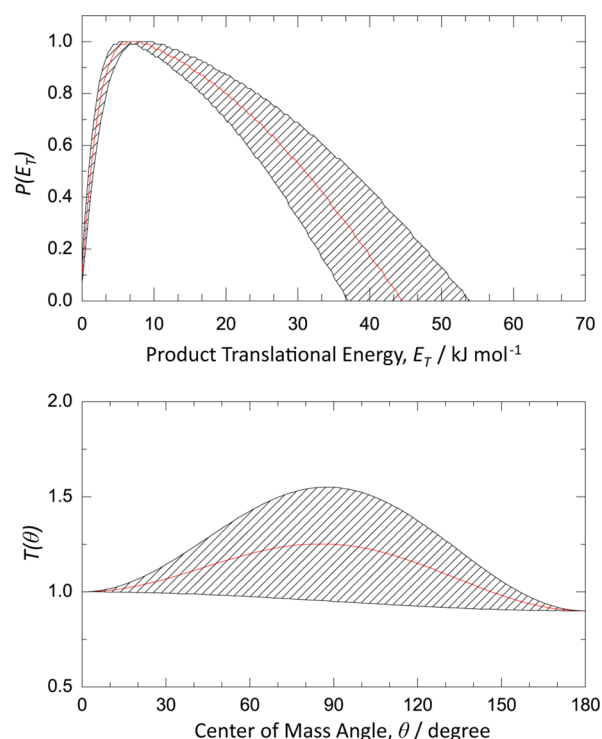 1.0
0.8
0.6
0.4
0.2
0.0
P(E_T)
0 10 20 30 40 50 60 70
Product Translational Energy, E_T / kJ mol⁻¹
2.0
1.5
1.0
0.5
T(θ)
0 30 60 90 120 150 180
Center of Mass Angle, θ / degree